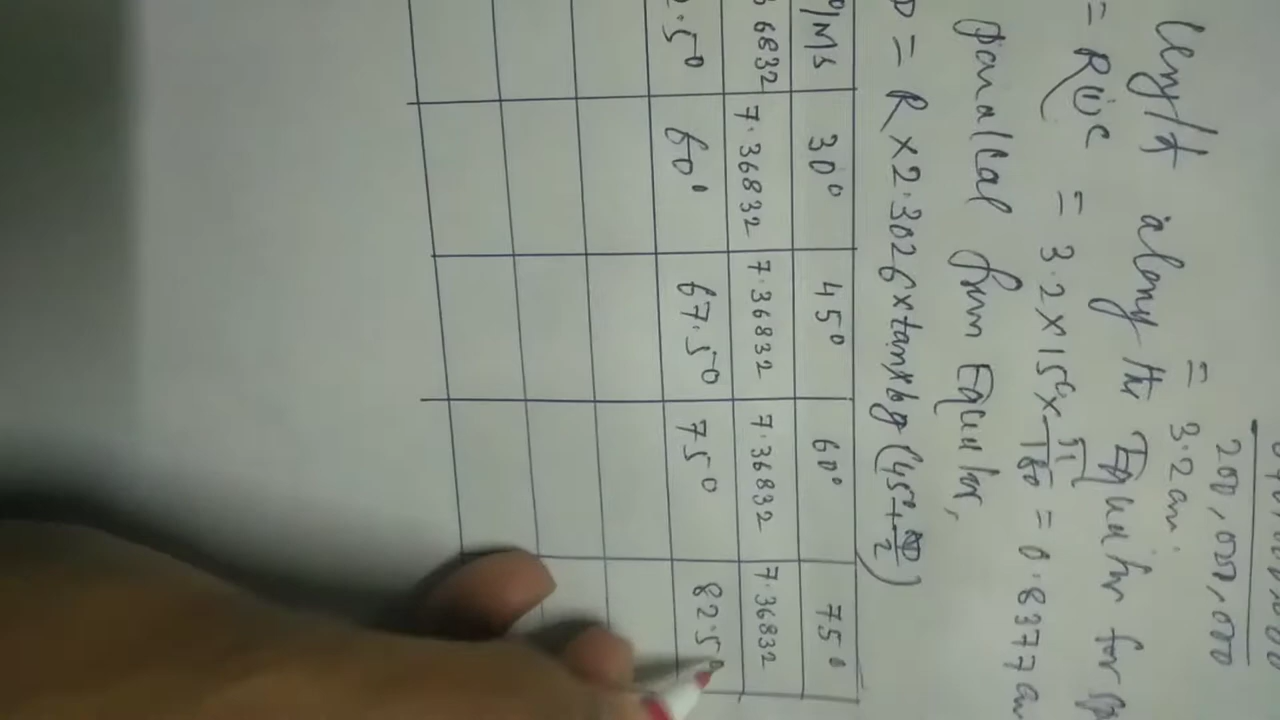 200,000,000
= 3.2 cm
length along the Equator for
= R(i)c = 3.2 × 15° × π/180 = 0.8377 cm
from Equator,
= R × 2.3026 × tan × log (45° + /2)
30° 45° 60° 75°
6832 7.36832 7.36832 7.36832 7.36832
.5° 60° 67.5° 75° 82.5°